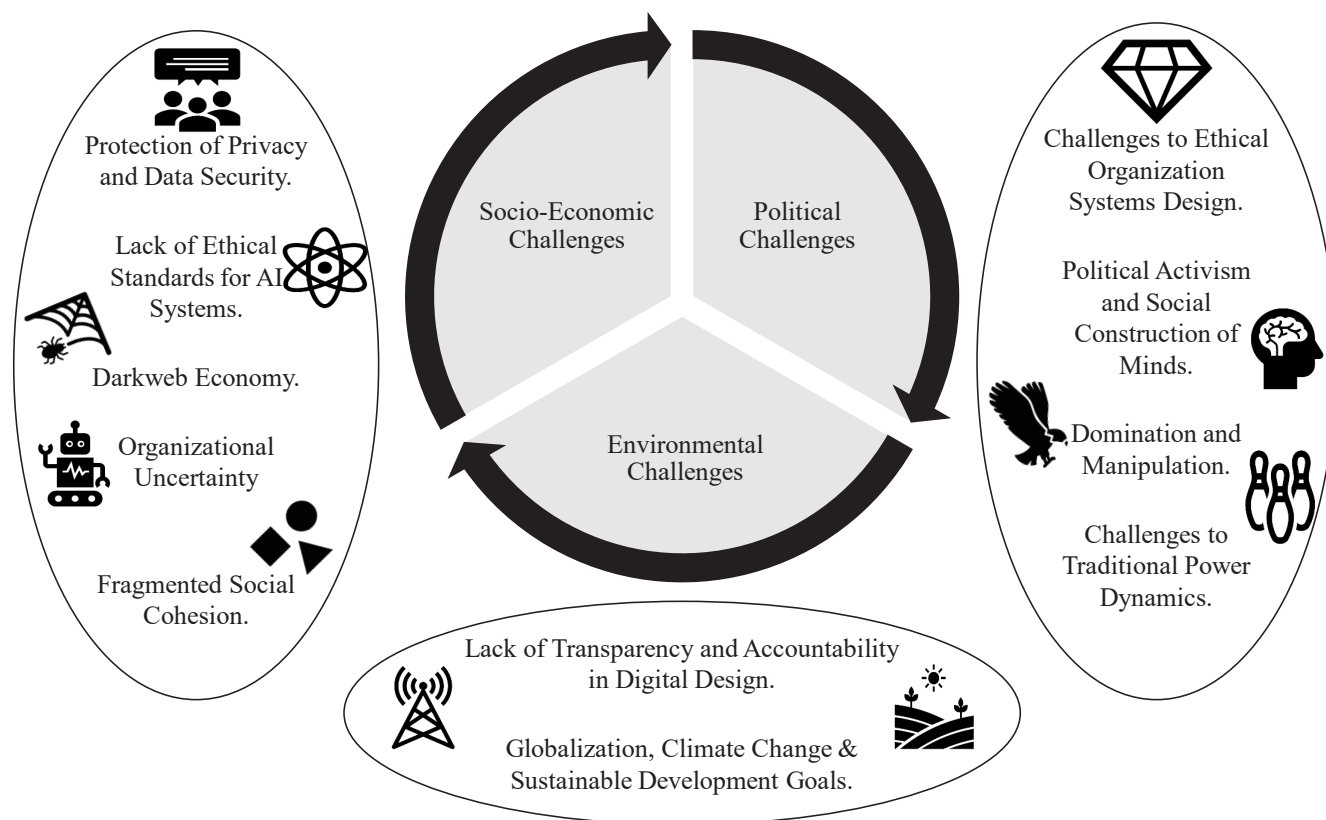 Protection of Privacy
and Data Security.
Lack of Ethical
Standards for AI
Systems.
Darkweb Economy.
Organizational
Uncertainty
Fragmented Social
Cohesion.
Socio-Economic
Challenges
Political
Challenges
Environmental
Challenges
Challenges to Ethical
Organization
Systems Design.
Political Activism
and Social
Construction of
Minds.
Domination and
Manipulation.
Challenges to
Traditional Power
Dynamics.
Lack of Transparency and Accountability
in Digital Design.
Globalization, Climate Change &
Sustainable Development Goals.